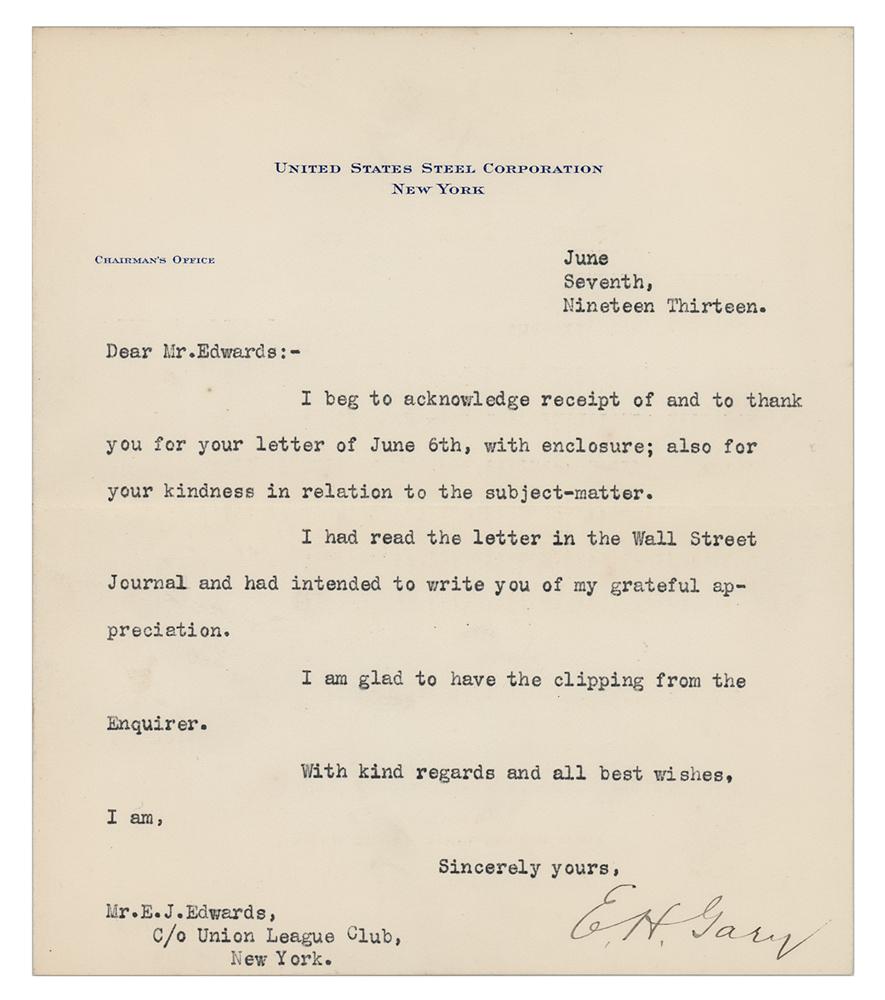 UNITED STATES STEEL CORPORATION
NEW YORK
CHAIRMAN'S OFFICE
June
Seventh,
Nineteen Thirteen.
Dear Mr.Edwards:-
I beg to acknowledge receipt of and to thank
you for your letter of June 6th, with enclosure; also for
your kindness in relation to the subject-matter.
I had read the letter in the Wall Street
Journal and had intended to write you of my grateful ap-
preciation.
I am glad to have the clipping from the
Enquirer.
With kind regards and all best wishes,
I am,
Sincerely yours,
E. H. Gary
Mr.E.J.Edwards,
C/o Union League Club,
New York.